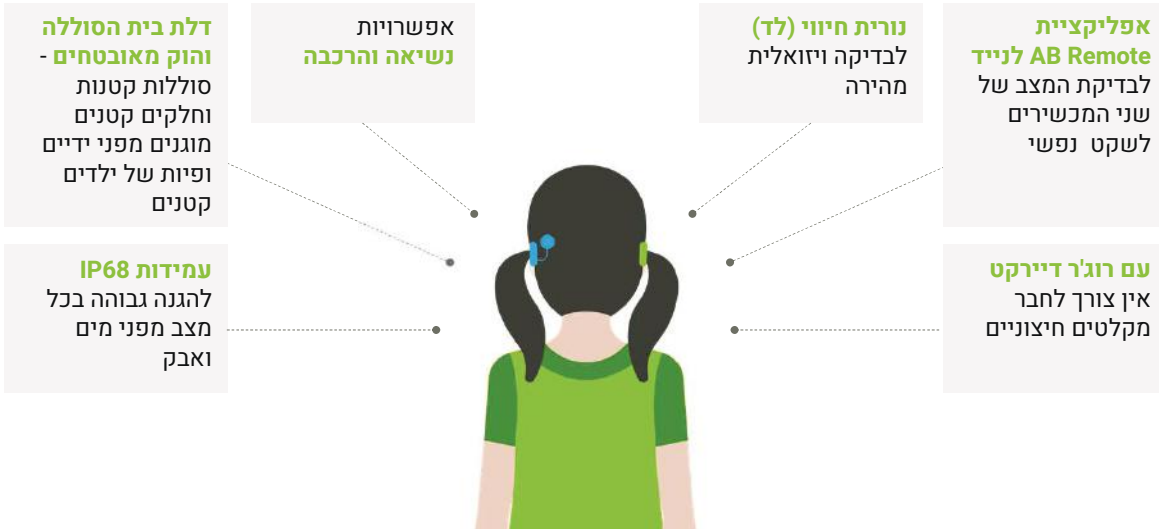 אפליקציית
AB Remote לנייד
לבדיקת המצב של
שני המכשירים
לשקט נפשי
נורית חיווי (לד)
לבדיקה ויזואלית
מהירה
אפשרויות
נשיאה והרכבה
דלת בית הסוללה
והוק מאובטחים -
סוללות קטנות
וחלקים קטנים
מוגנים מפני ידיים
ופיות של ילדים
קטנים
עם רוג'ר דיירקט
אין צורך לחבר
מקלטים חיצוניים
עמידות IP68
להגנה גבוהה בכל
מצב מפני מים
ואבק